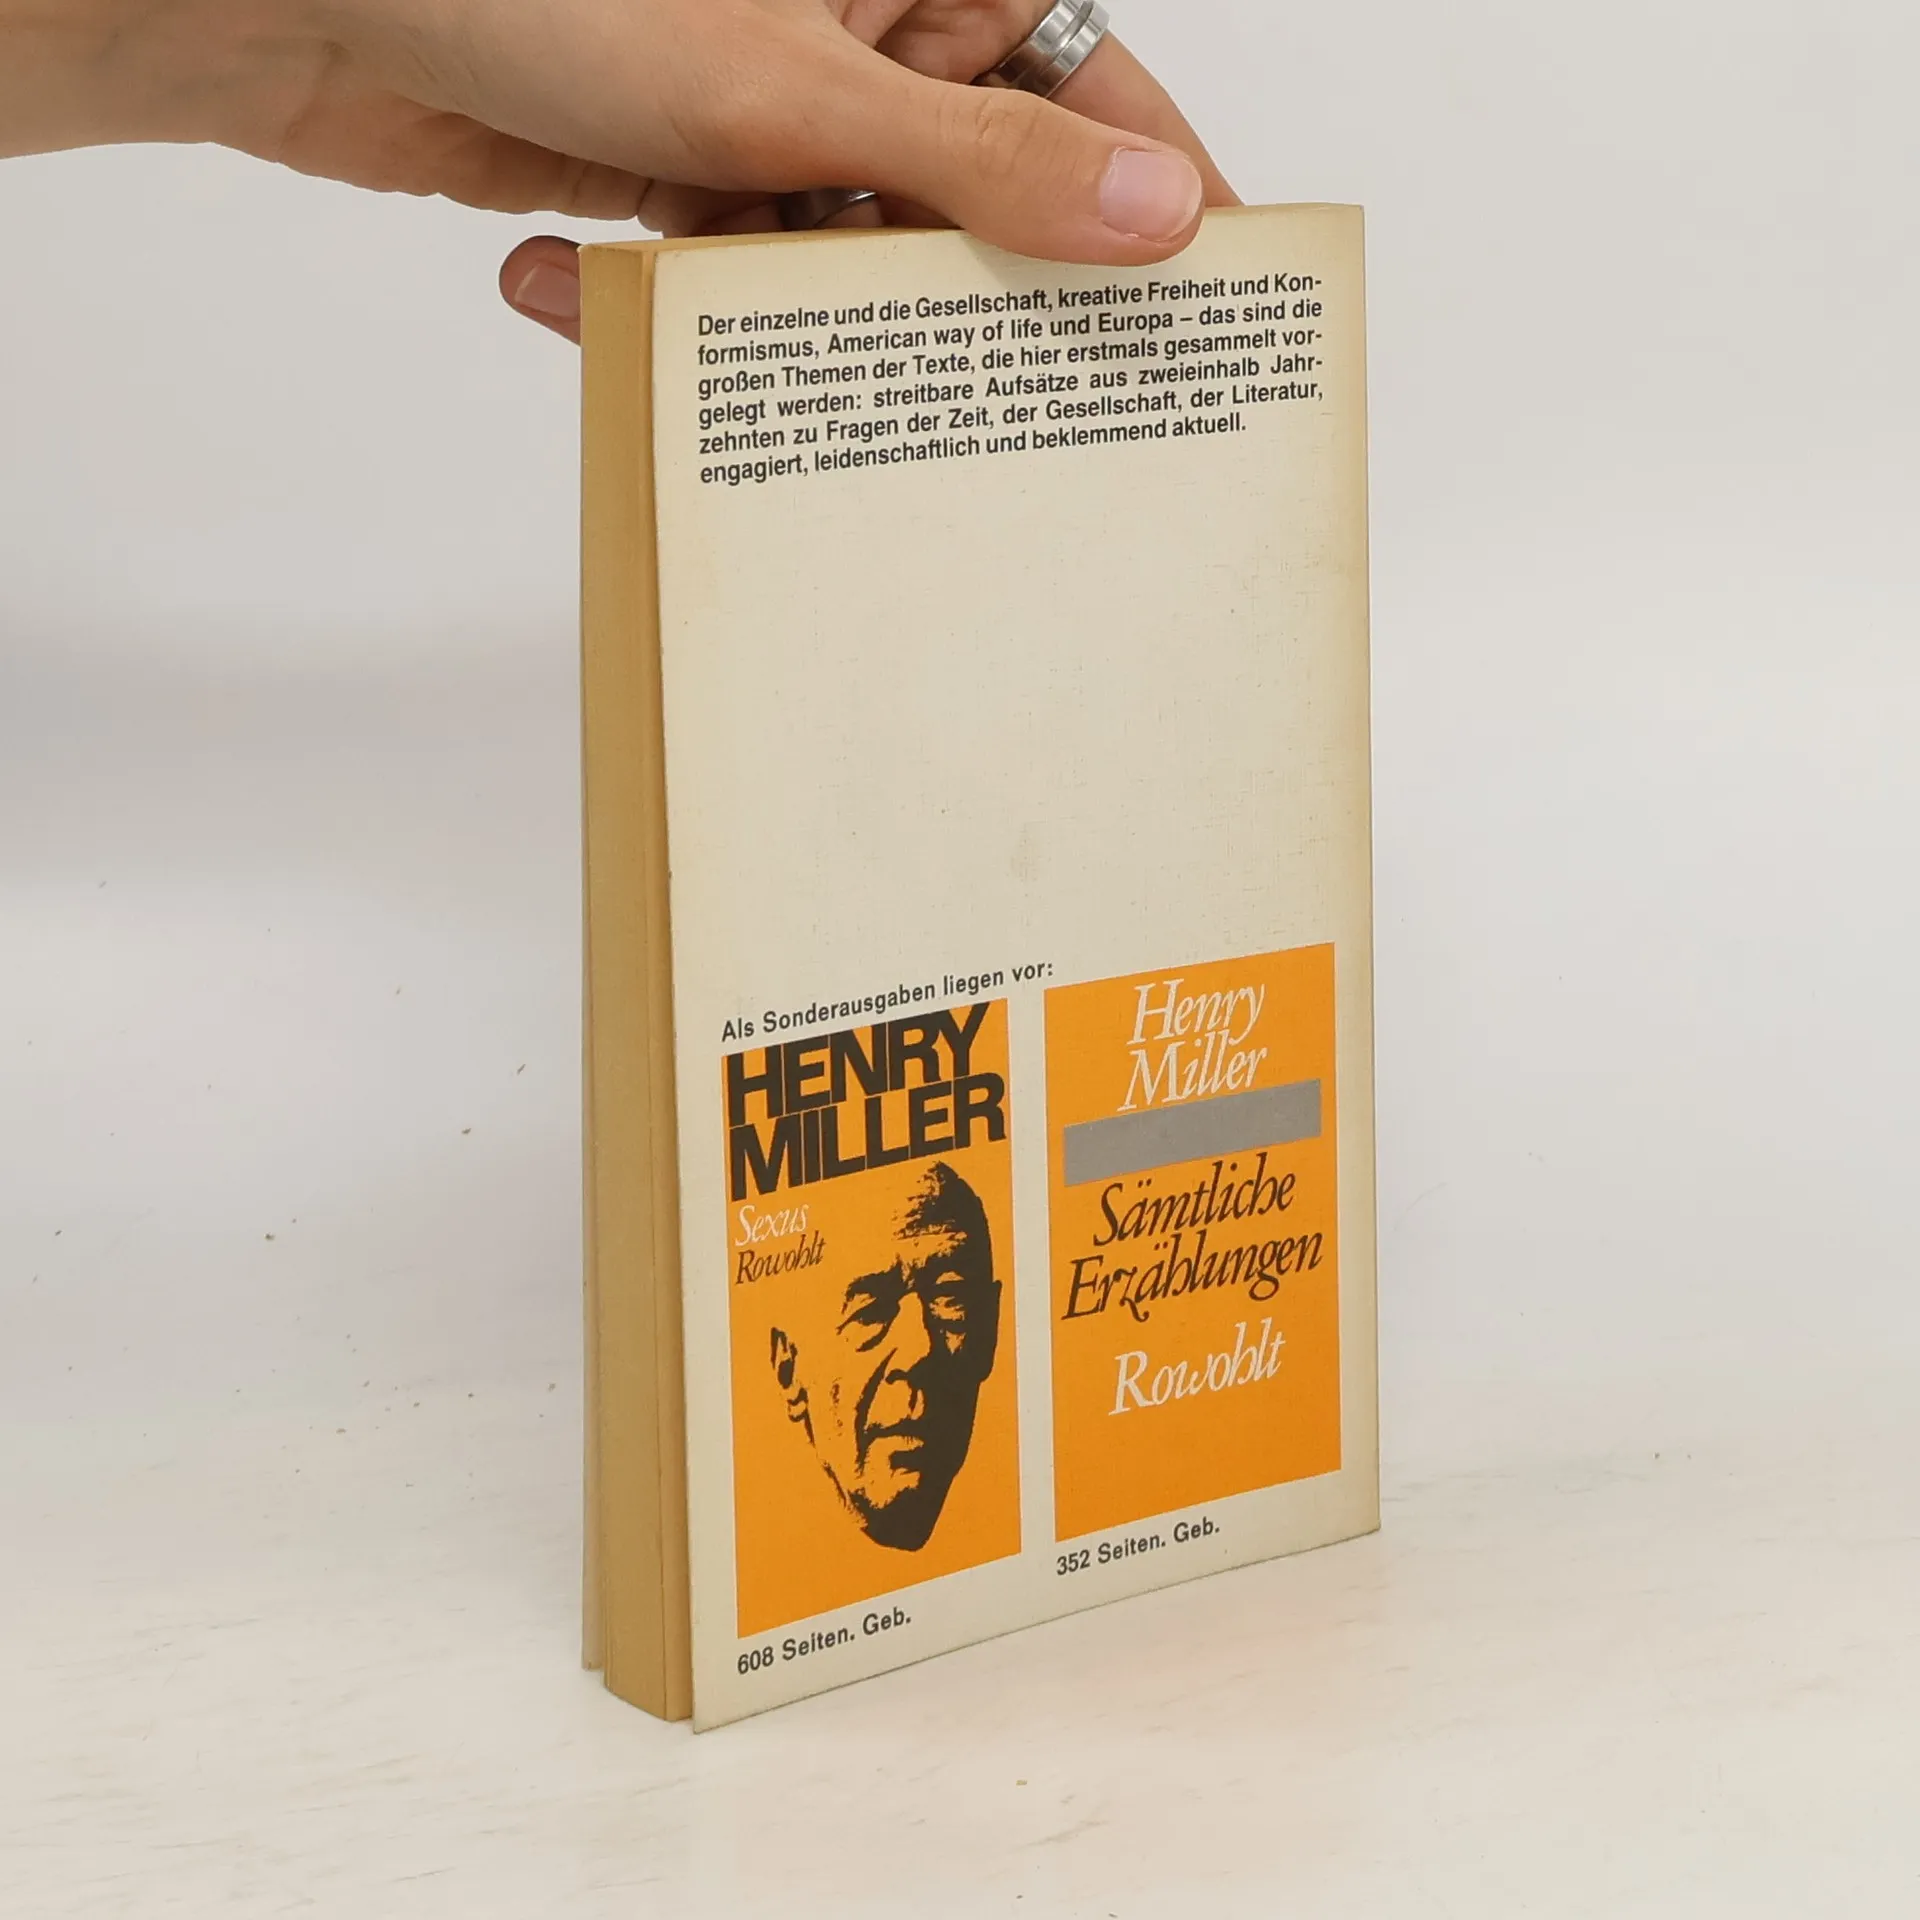 Der einzelne und die Gesellschaft, kreative Freiheit und Kon-
formismus, American way of life und Europa – das sind die
großen Themen der Texte, die hier erstmals gesammelt vor-
gelegt werden: streitbare Aufsätze aus zweieinhalb Jahr-
zehnten zu Fragen der Zeit, der Gesellschaft, der Literatur,
engagiert, leidenschaftlich und beklemmend aktuell.
Als Sonderausgaben liegen vor:
HENRY
MILLER
Sexus
Rowohlt
608 Seiten. Geb.
Henry
Miller
Sämtliche
Erzählungen
Rowohlt
352 Seiten. Geb.